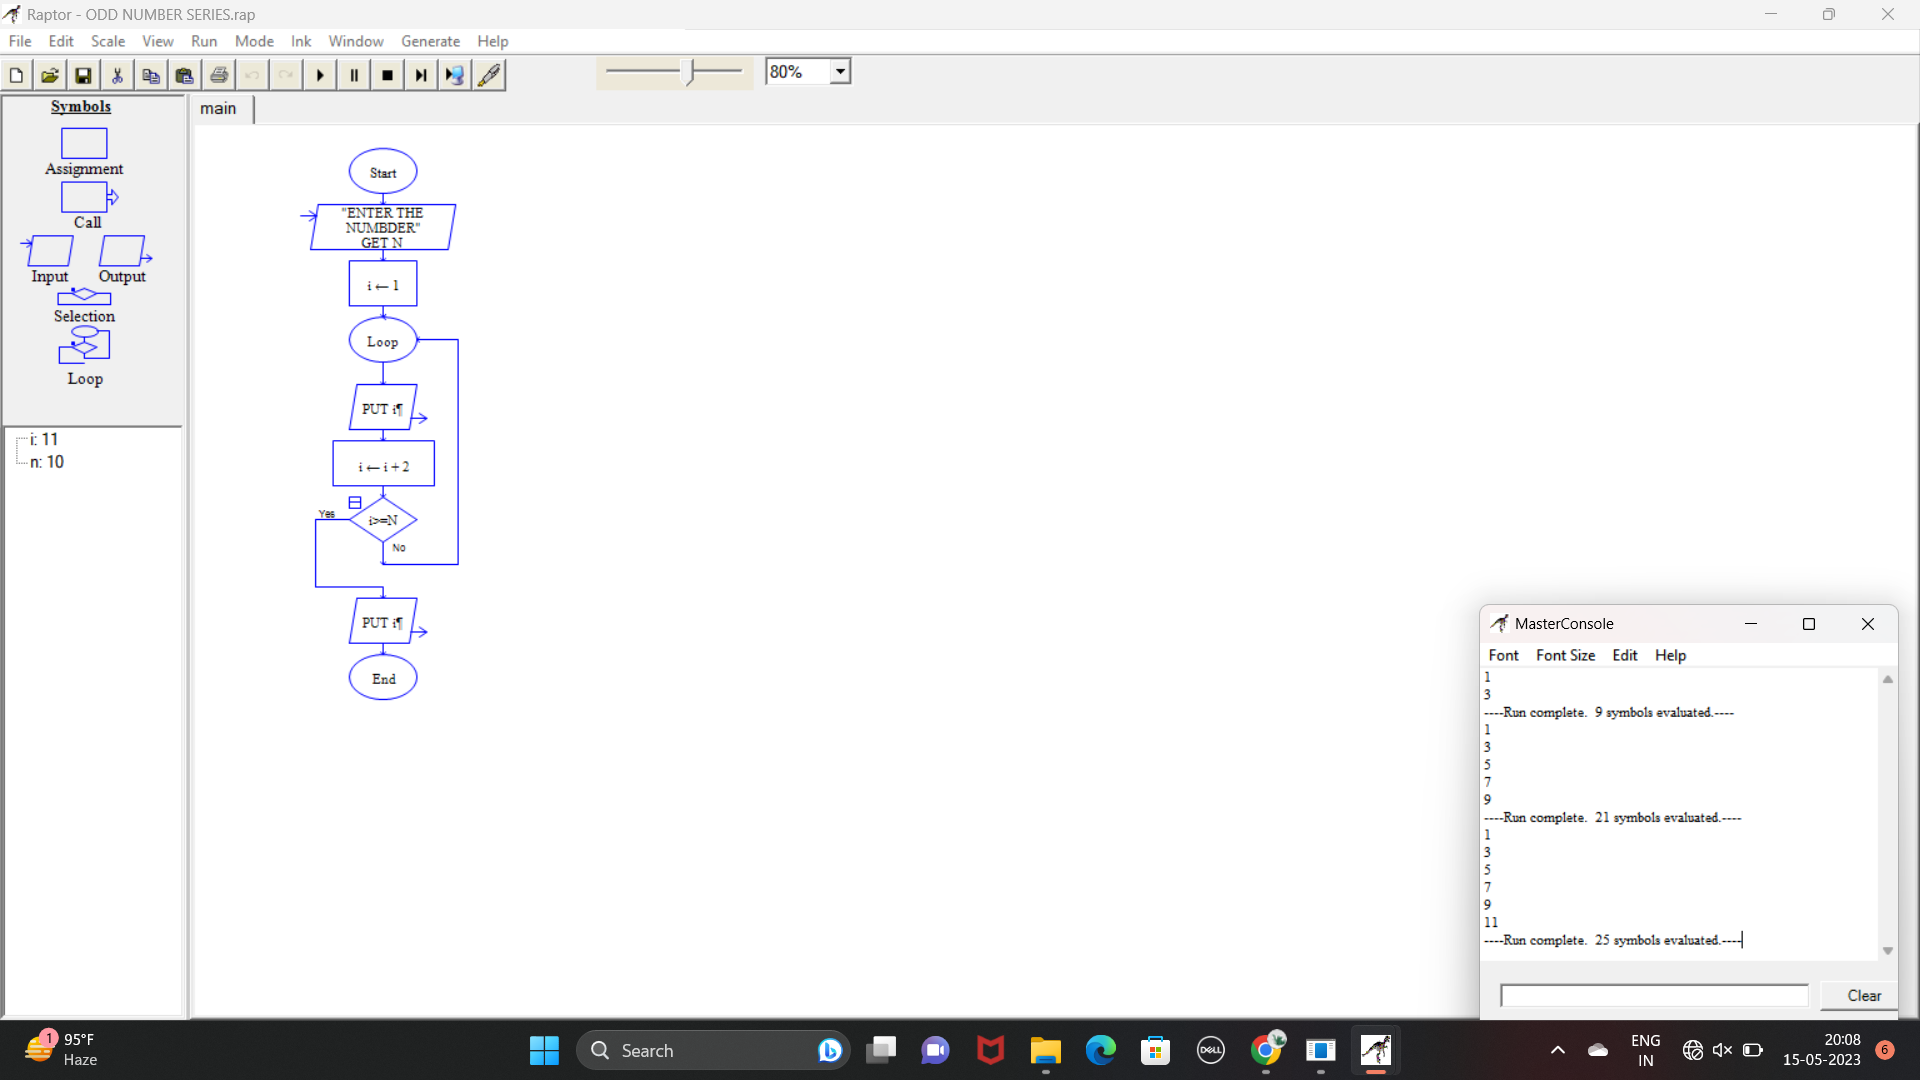 Raptor - ODD NUMBER SERIES.rap
File Edit Scale View Run Mode Ink Window Generate Help
80%
Symbols
Assignment
Call
Input Output
Selection
Loop
i: 11
n: 10
main
Start
"ENTER THE
NUMBDER"
GET N
i ← 1
Loop
PUT i¶
i ← i + 2
i>=N
Yes
No
PUT i¶
End
MasterConsole
Font Font Size Edit Help
1
3
----Run complete. 9 symbols evaluated.----
1
3
5
7
9
----Run complete. 21 symbols evaluated.----
1
3
5
7
9
11
----Run complete. 25 symbols evaluated.----
Clear
1
95°F
Haze
Search
DELL
ENG
IN
20:08
15-05-2023
6